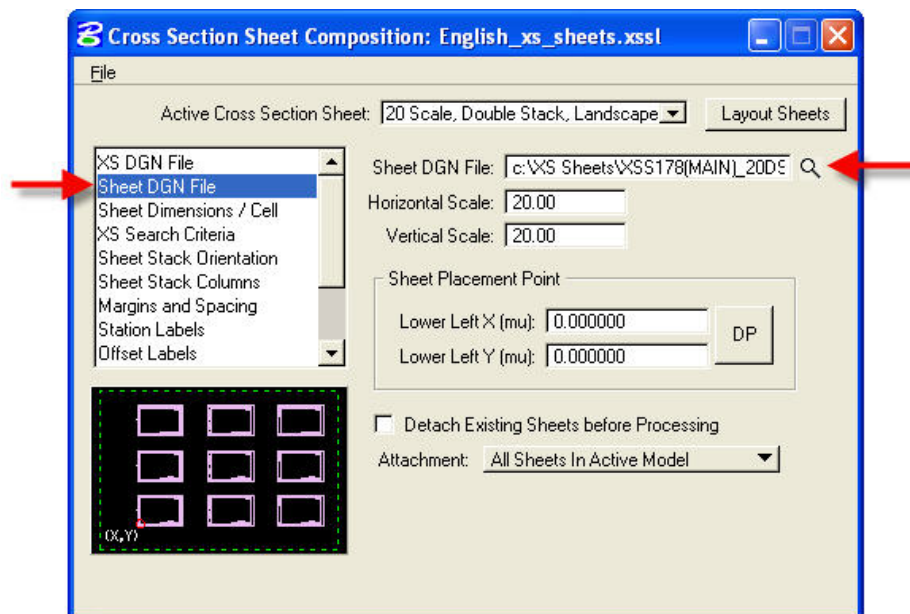 Cross Section Sheet Composition: English_xs_sheets.xssl
File
Active Cross Section Sheet: 20 Scale, Double Stack, Landscape Layout Sheets
XS DGN File
Sheet DGN File
Sheet Dimensions / Cell
XS Search Criteria
Sheet Stack Orientation
Sheet Stack Columns
Margins and Spacing
Station Labels
Offset Labels
Sheet DGN File: c:\XS Sheets\XSS178(MAIN)_20DS
Horizontal Scale: 20.00
Vertical Scale: 20.00
Sheet Placement Point
Lower Left X (mu): 0.000000
Lower Left Y (mu): 0.000000
DP
Detach Existing Sheets before Processing
Attachment: All Sheets In Active Model
(X,Y)